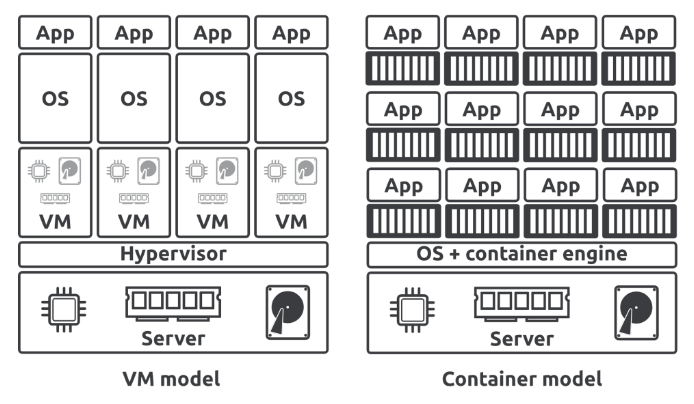 App App App App
OS OS OS OS
VM VM VM VM
Hypervisor
Server
VM model
App App App App
App App App App
App App App App
OS + container engine
Server
Container model